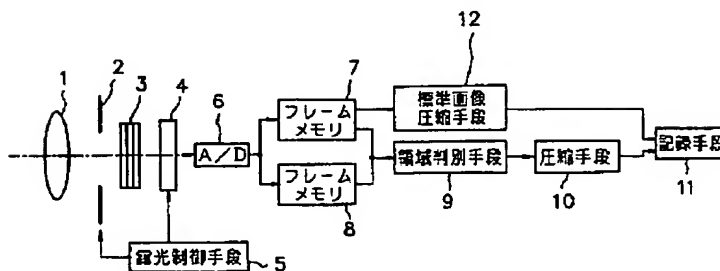 12
1
2
3
4
6
7
フレーム
メモリ
標準画像
圧縮手段
A/D
領域判別手段
圧縮手段
記録手段
フレーム
メモリ
8
9
10
11
露光制御手段
5